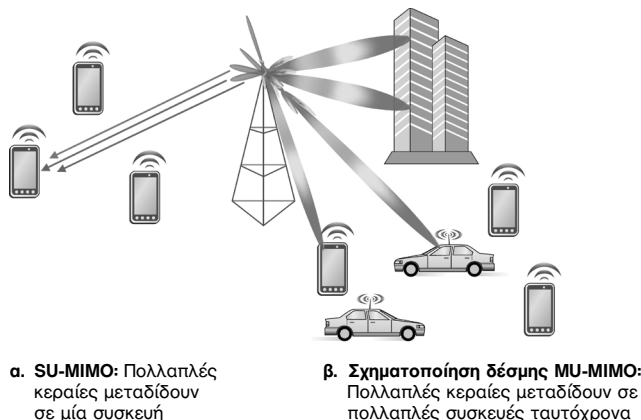 α. SU-MIMO: Πολλαπλές
κεραίες μεταδίδουν
σε μία συσκευή
β. Σχηματοποίηση δέσμης MU-MIMO:
Πολλαπλές κεραίες μεταδίδουν σε
πολλαπλές συσκευές ταυτόχρονα